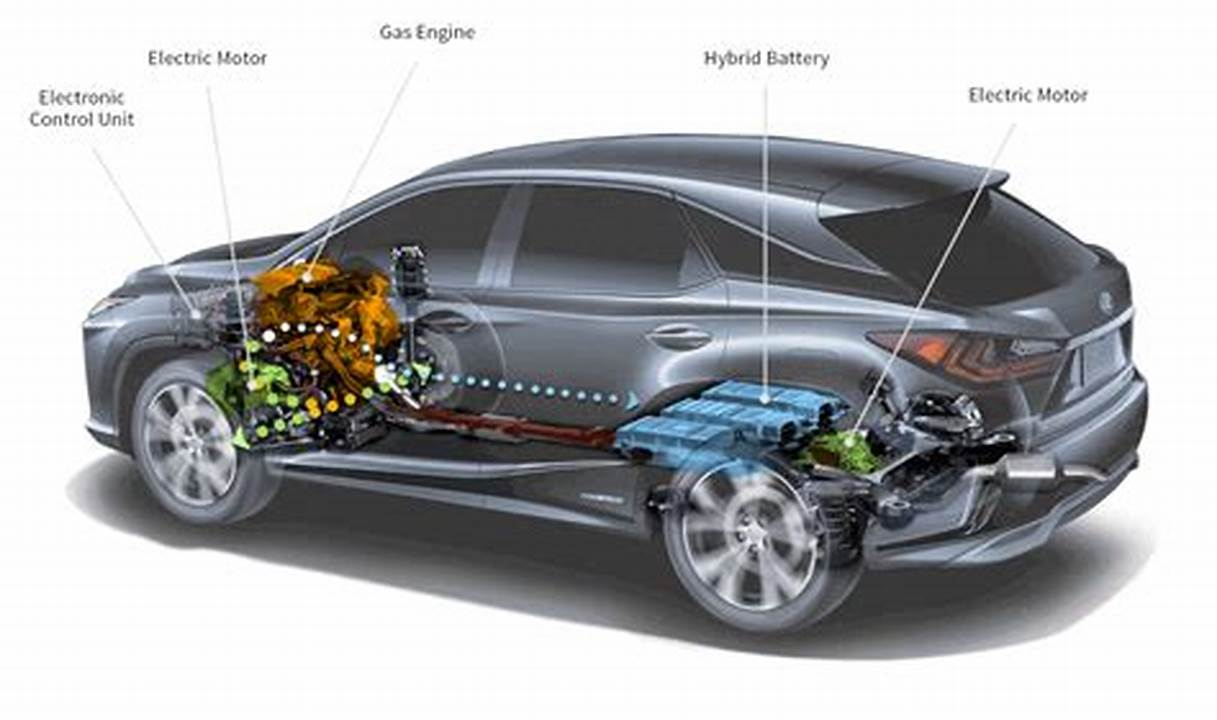 Gas Engine
Electric Motor
Hybrid Battery
Electronic
Control Unit
Electric Motor